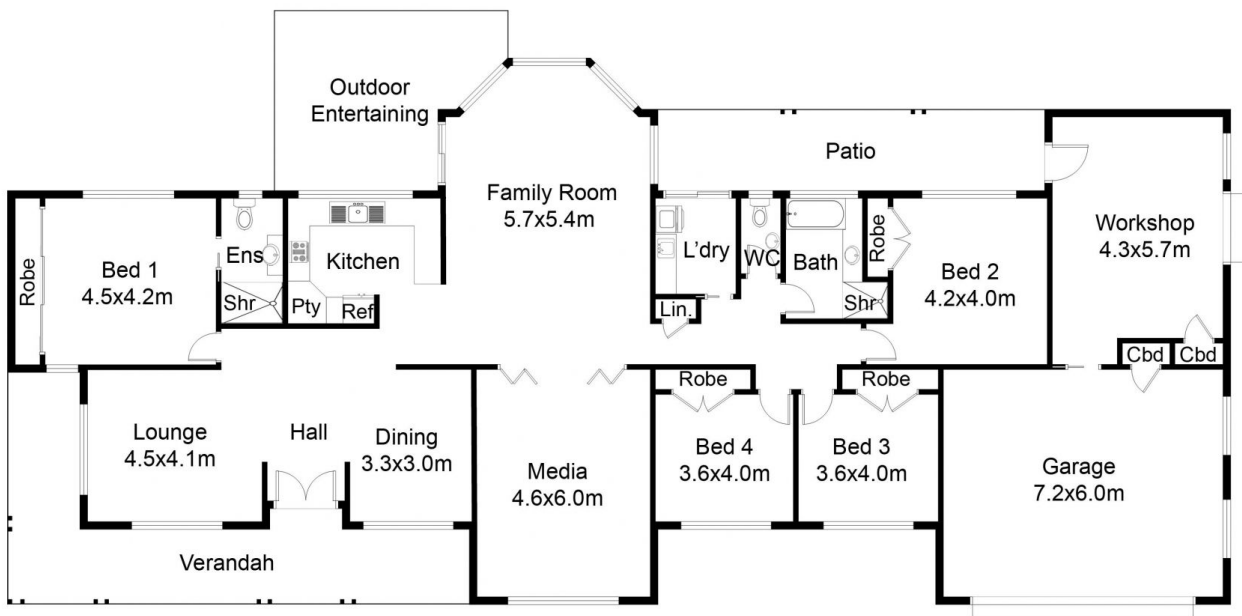 Outdoor
Entertaining
Patio
Family Room
5.7x5.4m
Workshop
4.3x5.7m
Robe
Bed 1
4.5x4.2m
Ens
Shr
Kitchen
Pty
Ref
L'dry
WC
Bath
Shr
Robe
Bed 2
4.2x4.0m
Lin.
Cbd
Cbd
Robe
Robe
Lounge
4.5x4.1m
Hall
Dining
3.3x3.0m
Media
4.6x6.0m
Bed 4
3.6x4.0m
Bed 3
3.6x4.0m
Garage
7.2x6.0m
Verandah